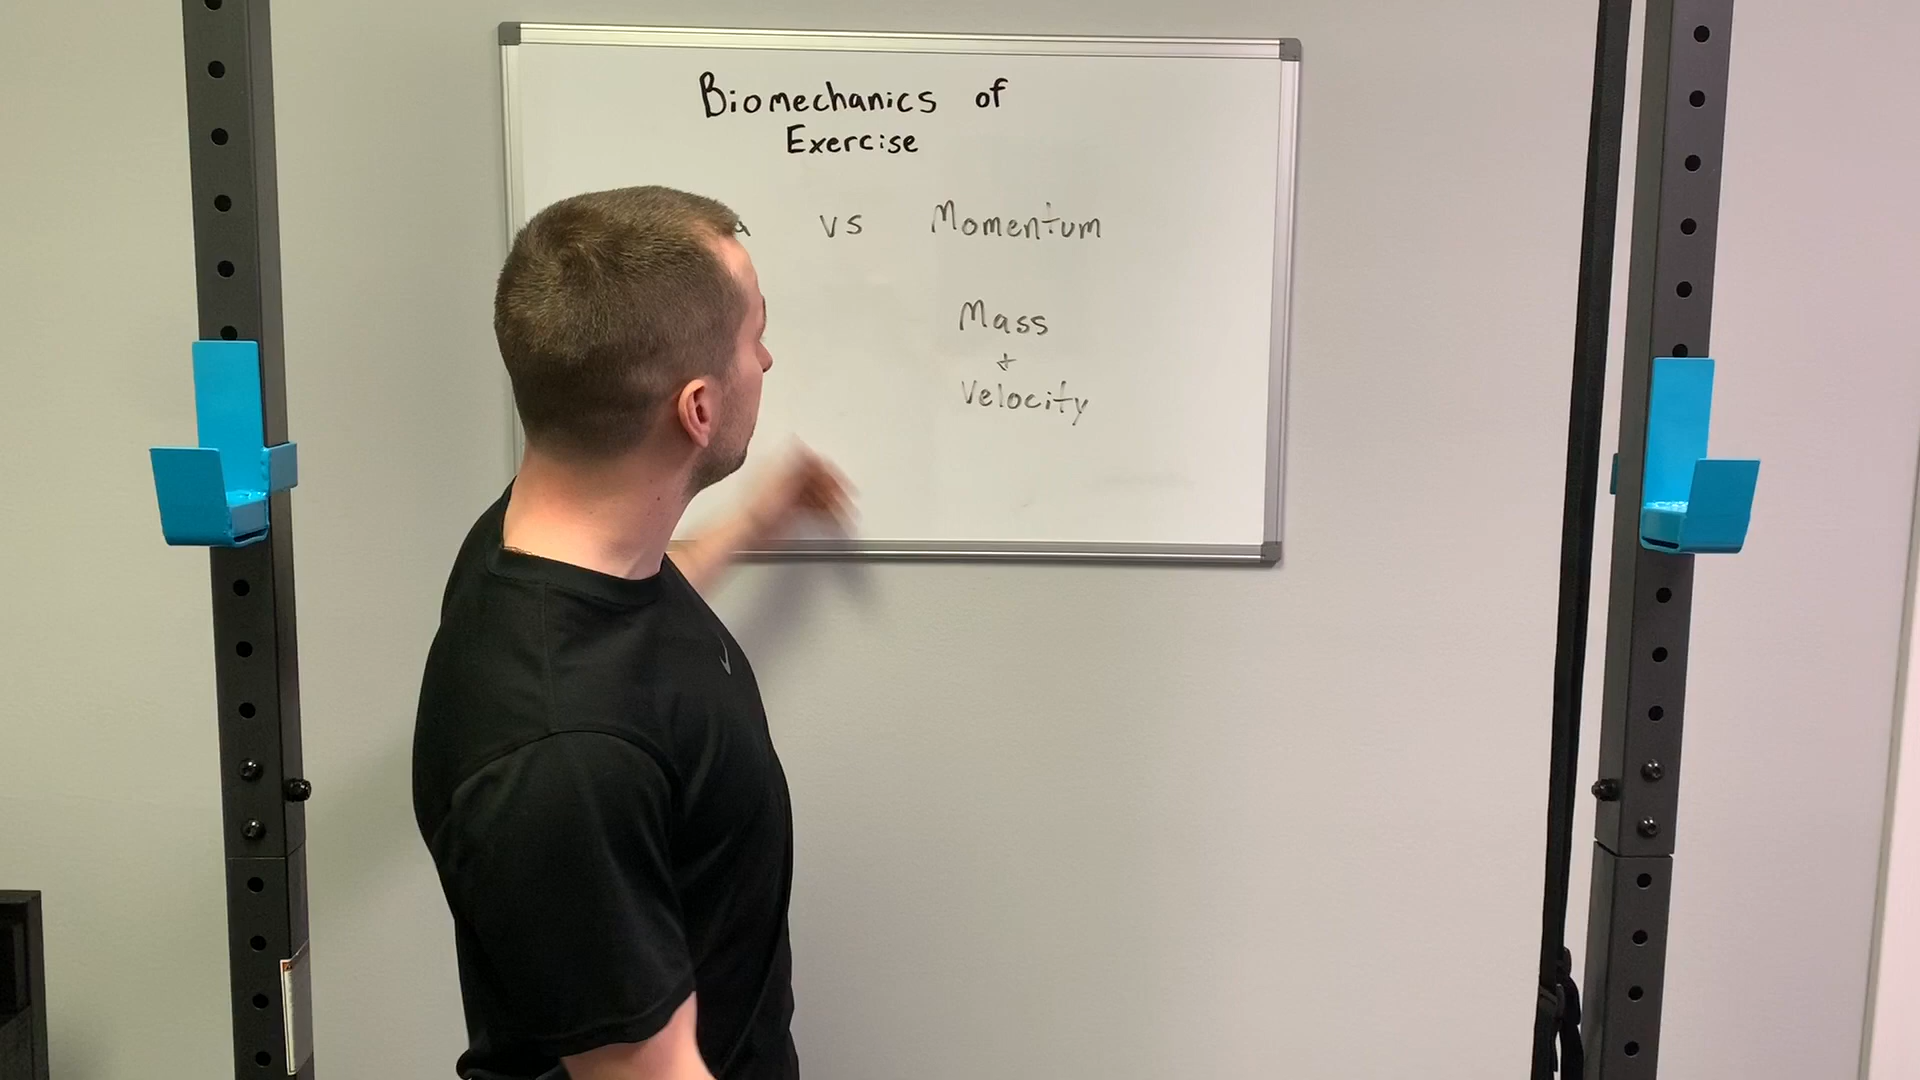 Biomechanics of
Exercise
vs Momentum
Mass
+
Velocity